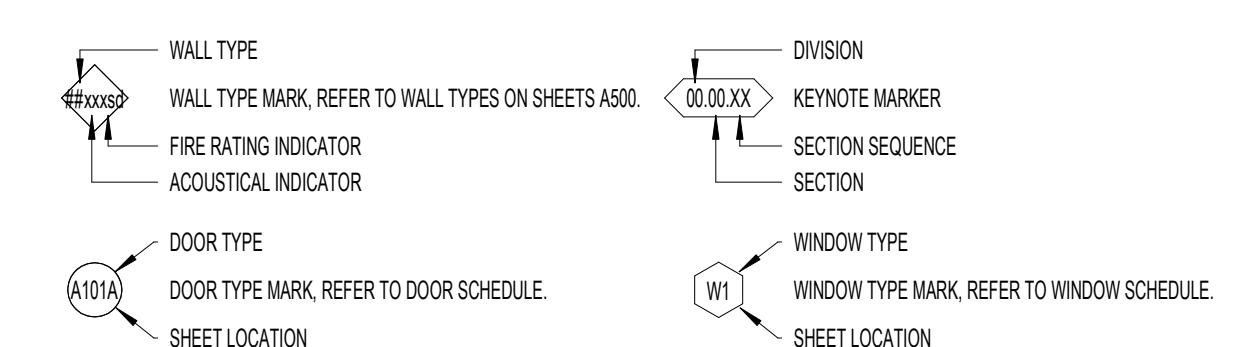 WALL TYPE
##xxxsd
WALL TYPE MARK, REFER TO WALL TYPES ON SHEETS A500.
FIRE RATING INDICATOR
ACOUSTICAL INDICATOR
DIVISION
00.00.XX
KEYNOTE MARKER
SECTION SEQUENCE
SECTION
DOOR TYPE
A101A
DOOR TYPE MARK, REFER TO DOOR SCHEDULE.
SHEET LOCATION
WINDOW TYPE
W1
WINDOW TYPE MARK, REFER TO WINDOW SCHEDULE.
SHEET LOCATION